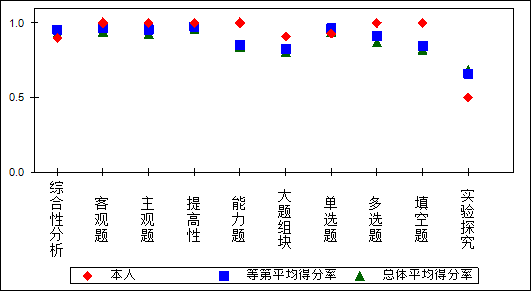 1.0
0.5
0.0
综合性分析
客观题
主观题
提高性
能力题
大题组块
单选题
多选题
填空题
实验探究
本人 等第平均得分率 总体平均得分率